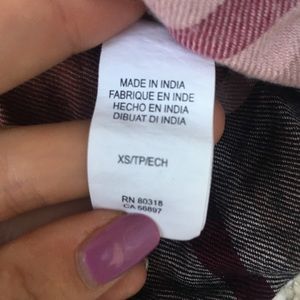 MADE IN INDIA
FABRIQUE EN INDE
HECHO EN INDIA
DIBUAT DI INDIA
XS/TP/ECH
RN 80318
CA 56897